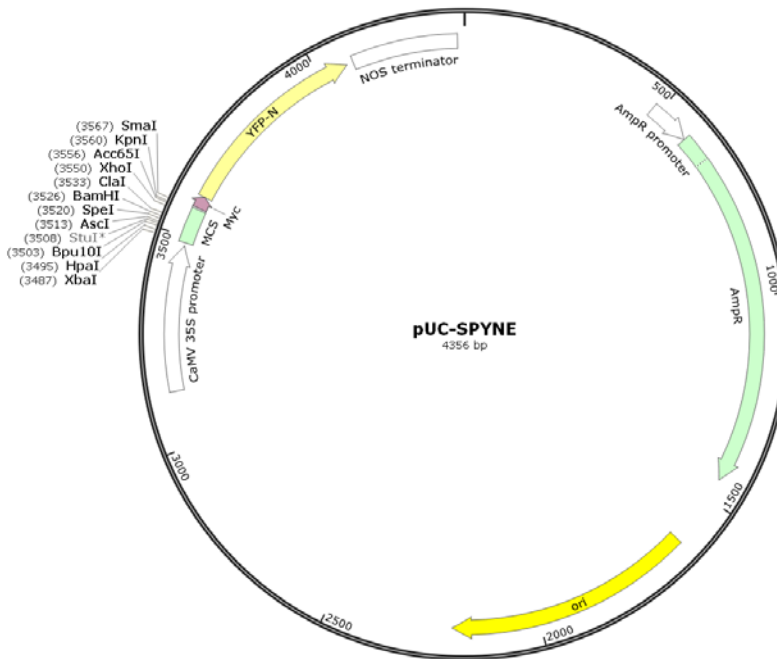 4000
NOS terminator
500
AmpR promoter
YFP-N
(3567) SmaI
(3560) KpnI
(3556) Acc65I
(3550) XhoI
(3533) ClaI
(3526) BamHI
(3520) SpeI
(3513) AscI
(3508) StuI*
(3503) Bpu10I
(3495) HpaI
(3487) XbaI
3500
MCS
Myc
CaMV 35S promoter
1000
AmpR
pUC-SPYNE
4356 bp
3000
1500
2500
ori
2000